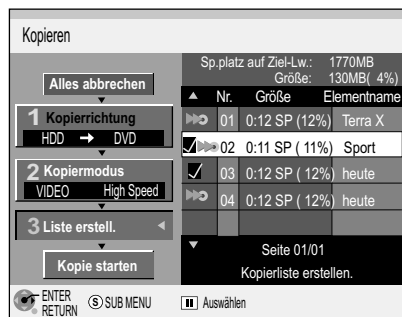 Kopieren
Sp.platz auf Ziel-Lw.: 1770MB
Größe: 130MB( 4%)
Alles abbrechen
Nr. Größe Elementname
1 Kopierrichtung
HDD → DVD
2 Kopiermodus
VIDEO High Speed
3 Liste erstell.
Kopie starten
01 0:12 SP (12%) Terra X
02 0:11 SP ( 11%) Sport
03 0:12 SP ( 12%) heute
04 0:12 SP ( 12%) heute
Seite 01/01
Kopierliste erstellen.
ENTER
RETURN
S SUB MENU
Auswählen